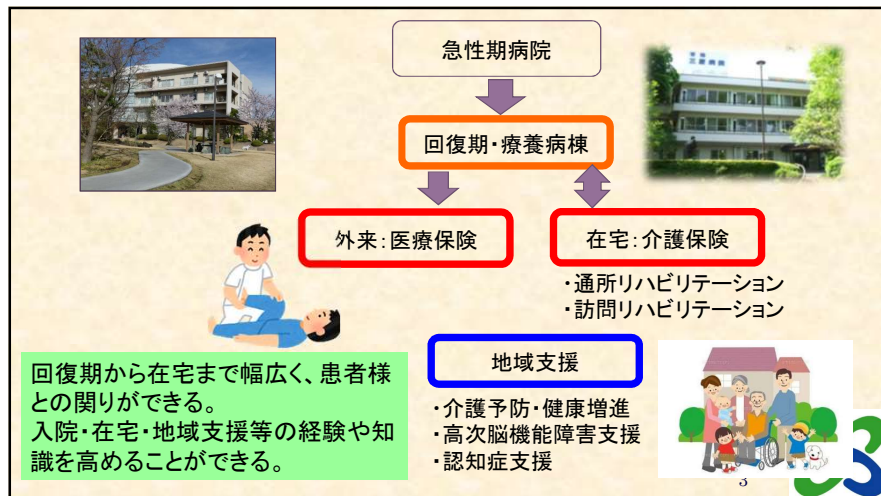 急性期病院
回復期・療養病棟
外来：医療保険
在宅：介護保険
・通所リハビリテーション
・訪問リハビリテーション
地域支援
・介護予防・健康増進
・高次脳機能障害支援
・認知症支援
回復期から在宅まで幅広く、患者様
との関りができる。
入院・在宅・地域支援等の経験や知
識を高めることができる。
3